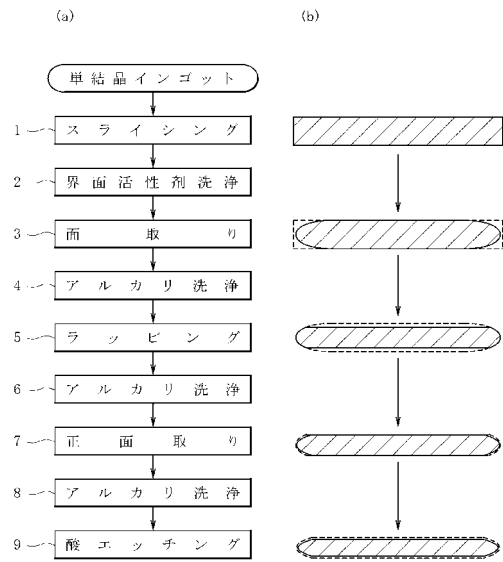 (a)
(b)
単結晶インゴット
1 スライシング
2 界面活性剤洗浄
3 面取り
4 アルカリ洗浄
5 ラッピング
6 アルカリ洗浄
7 正面取り
8 アルカリ洗浄
9 酸エッチング